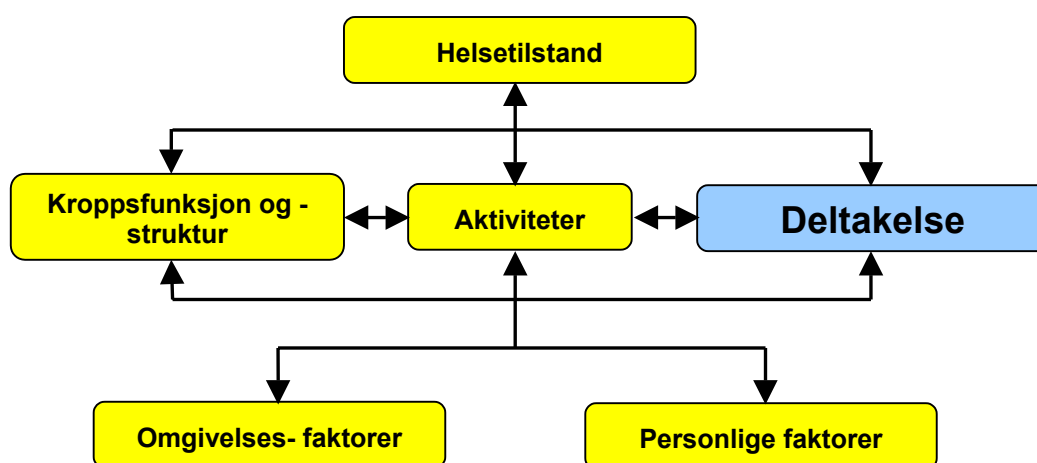 Helsetilstand
Kroppsfunksjon og -
struktur
Aktiviteter
Deltakelse
Omgivelses- faktorer
Personlige faktorer